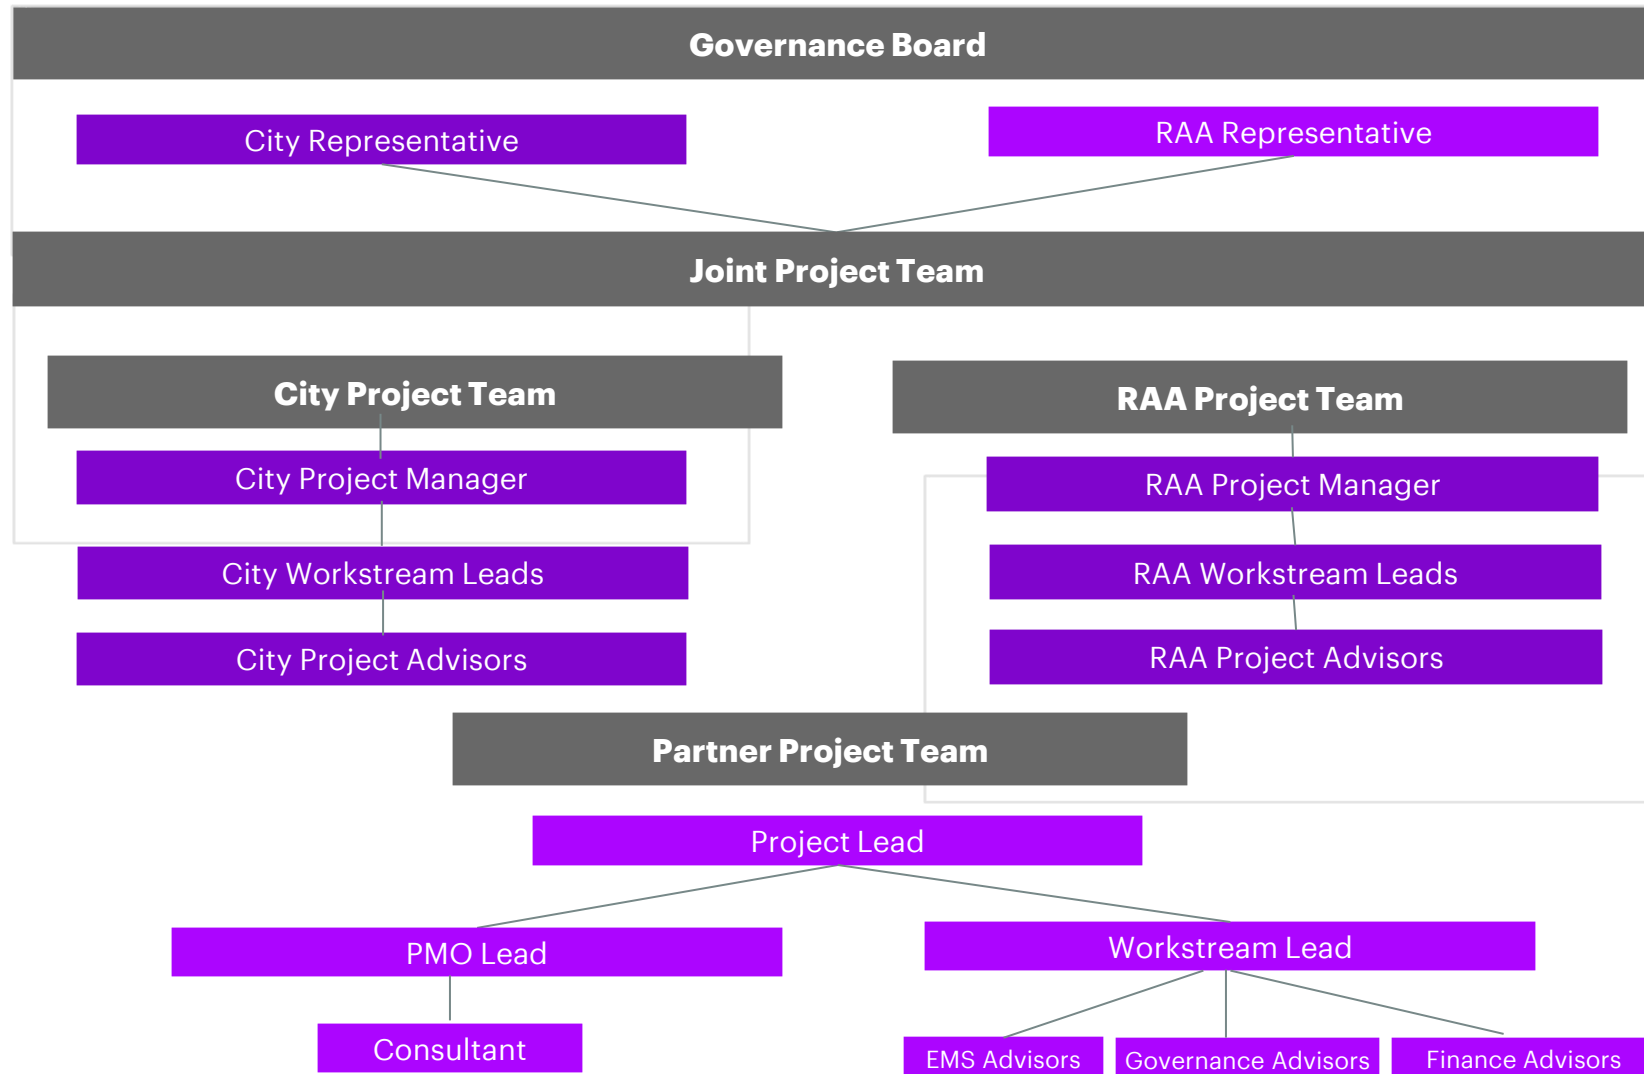 Governance Board
City Representative
RAA Representative
Joint Project Team
City Project Team
RAA Project Team
City Project Manager
RAA Project Manager
City Workstream Leads
RAA Workstream Leads
City Project Advisors
RAA Project Advisors
Partner Project Team
Project Lead
PMO Lead
Workstream Lead
Consultant
EMS Advisors
Governance Advisors
Finance Advisors